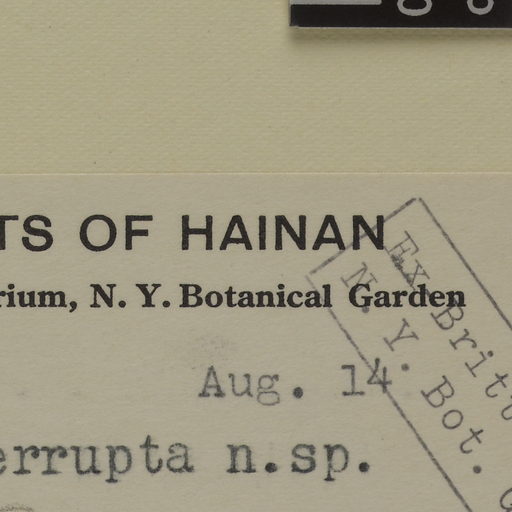 TS OF HAINAN
rium, N. Y. Botanical Garden
Aug. 14
errupta n.sp.
Ex Britt
N. Y. Bot. G